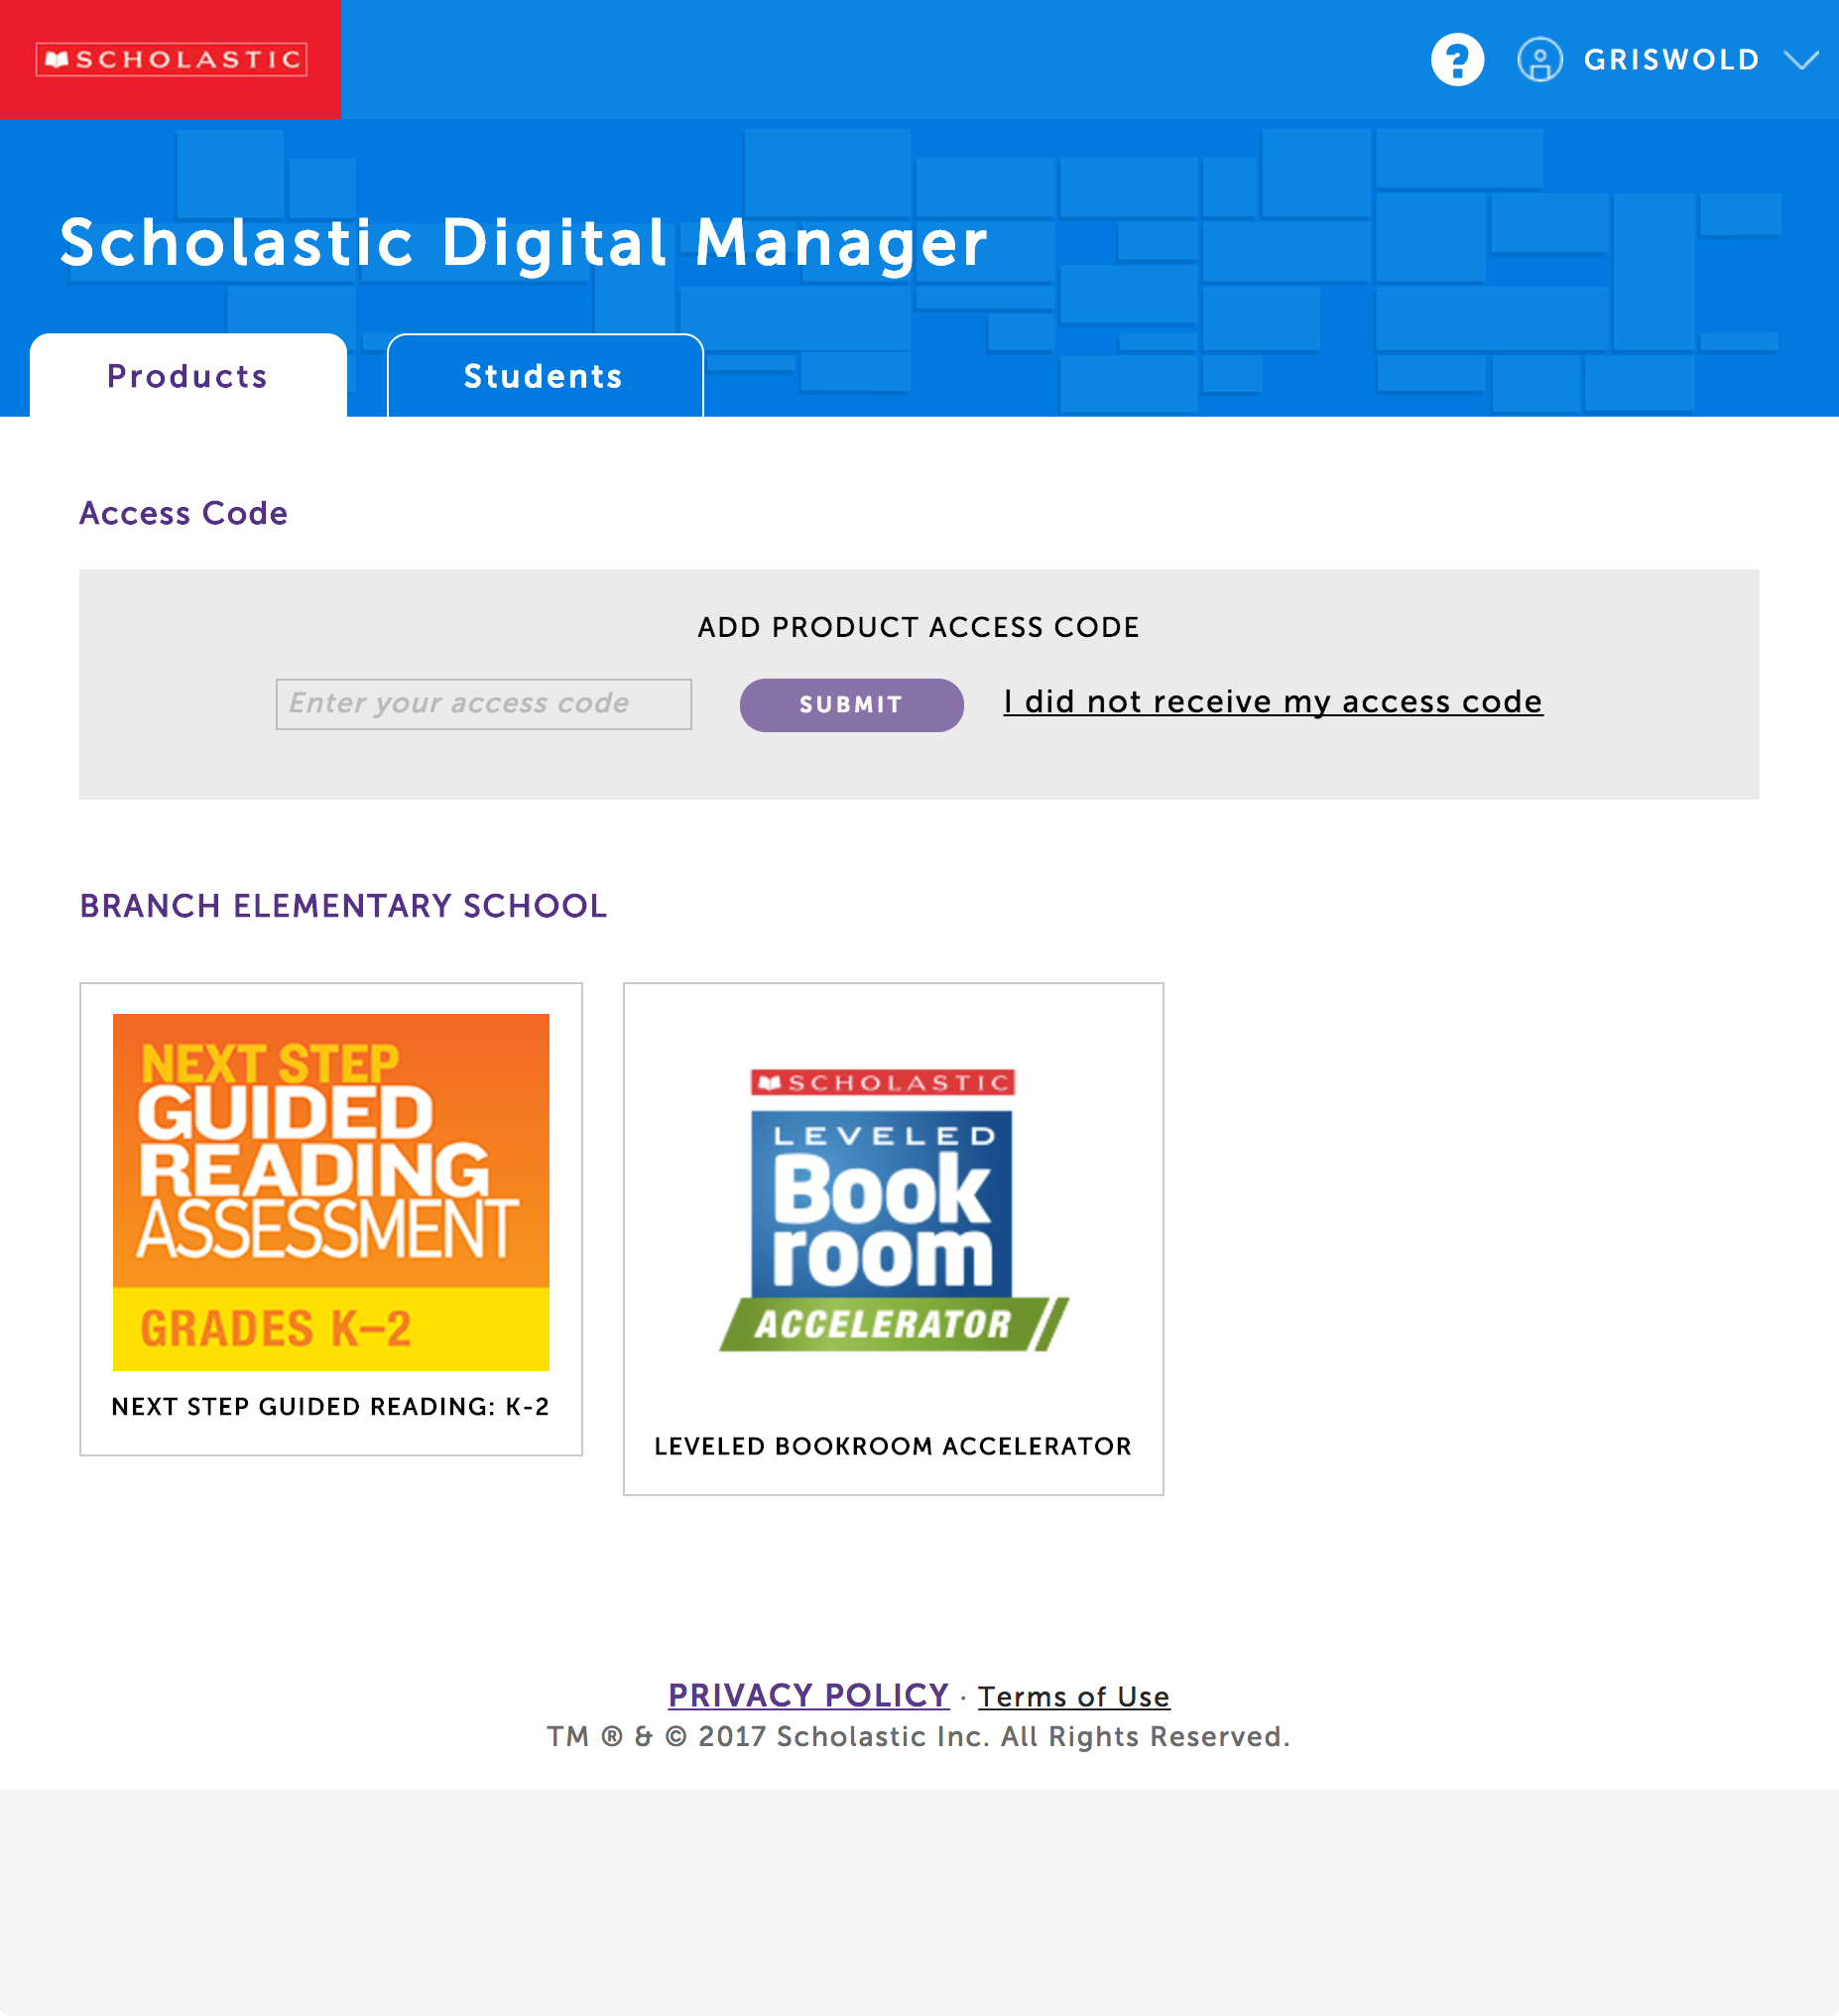 SCHOLASTIC
? GRISWOLD
Scholastic Digital Manager
Products Students
Access Code
ADD PRODUCT ACCESS CODE
Enter your access code SUBMIT I did not receive my access code
BRANCH ELEMENTARY SCHOOL
NEXT STEP
GUIDED
READING
ASSESSMENT
GRADES K–2
NEXT STEP GUIDED READING: K-2
SCHOLASTIC
LEVELED
Book
room
ACCELERATOR
LEVELED BOOKROOM ACCELERATOR
PRIVACY POLICY · Terms of Use
TM ® & © 2017 Scholastic Inc. All Rights Reserved.